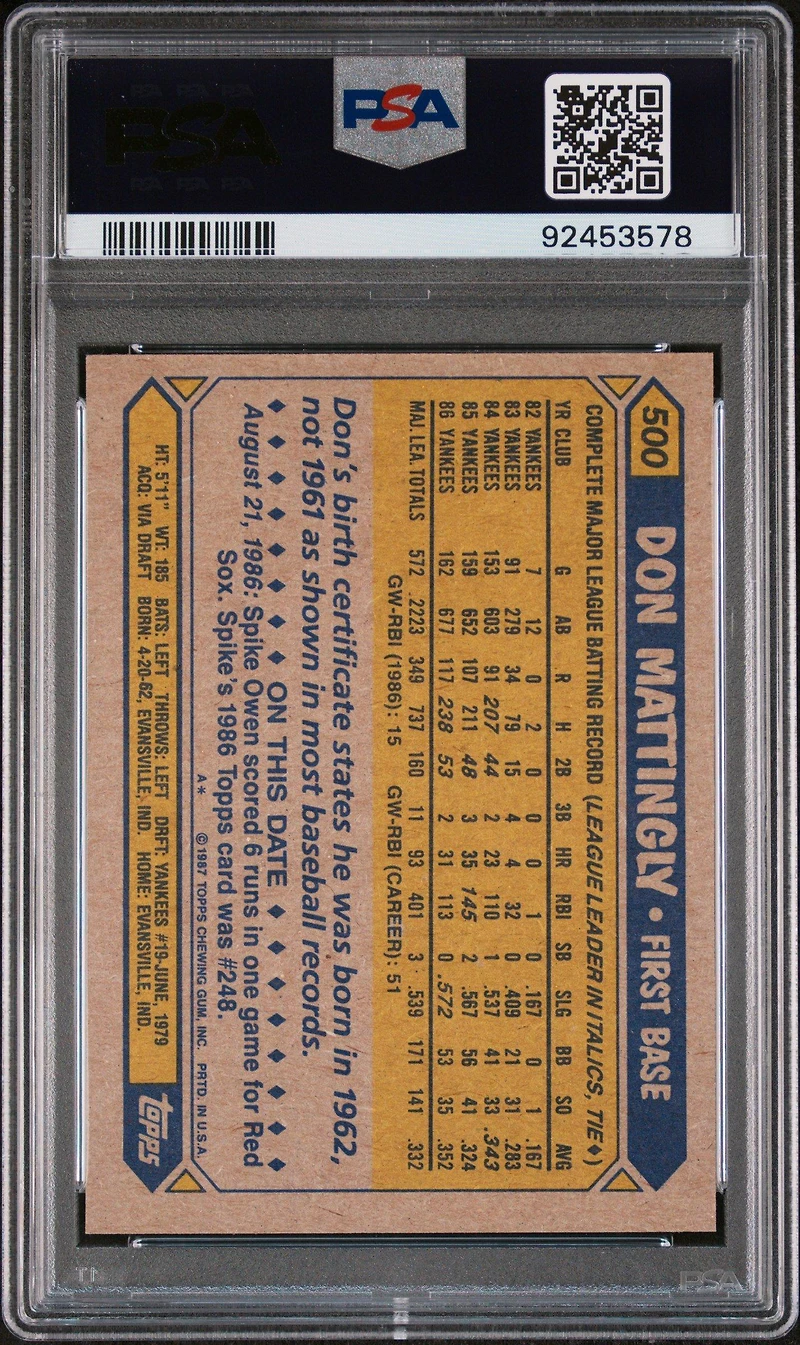 PSA
92453578
500 DON MATTINGLY • FIRST BASE
COMPLETE MAJOR LEAGUE BATTING RECORD (LEAGUE LEADER IN ITALICS, TIE♦)
YR CLUB G AB R H 2B 3B HR RBI SB SLG BB SO AVG
82 YANKEES 7 12 0 2 0 0 0 1 0 .167 0 1 .167
83 YANKEES 91 279 34 79 15 4 4 32 0 .409 21 31 .283
84 YANKEES 153 603 91 207 44 2 23 110 1 .537 41 33 .343
85 YANKEES 159 652 107 211 48 3 35 145 2 .567 56 41 .324
86 YANKEES 162 677 117 238 53 2 31 113 0 .572 53 35 .352
MAJ. LEA. TOTALS 572 2223 349 737 160 11 93 401 3 .539 171 141 .332
GW-RBI (1986): 15 GW-RBI (CAREER): 51
Don's birth certificate states he was born in 1962,
not 1961 as shown in most baseball records.
♦ ♦ ♦ ♦ ♦ ♦ ON THIS DATE ♦ ♦ ♦ ♦ ♦ ♦
August 21, 1986: Spike Owen scored 6 runs in one game for Red
Sox. Spike's 1986 Topps card was #248.
A* © 1987 TOPPS CHEWING GUM, INC. PRTD. IN U.S.A.
HT: 5'11" WT: 185 BATS: LEFT THROWS: LEFT DRFT: YANKEES #19-JUNE, 1979
ACQ: VIA DRAFT BORN: 4-20-62, EVANSVILLE, IND. HOME: EVANSVILLE, IND.
topps
PSA